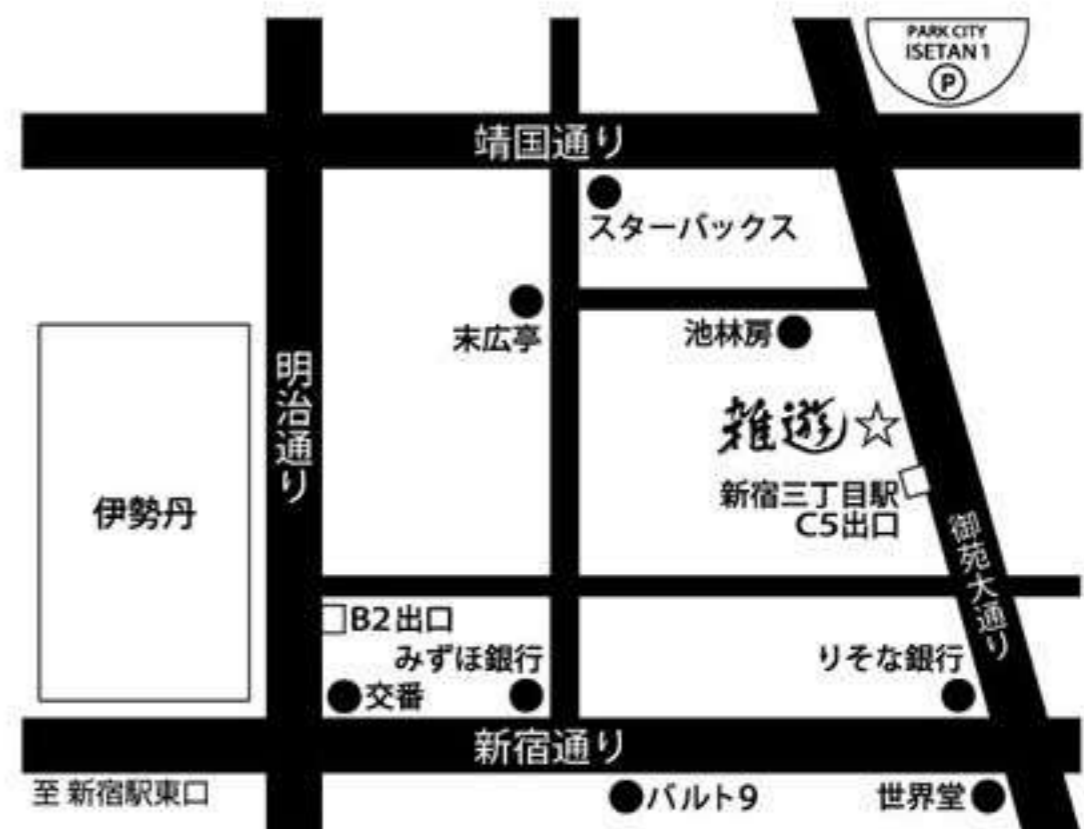 PARK CITY
ISETAN 1
P
靖国通り
スターバックス
末広亭
池林房
明治通り
雑遊☆
伊勢丹
新宿三丁目駅
C5出口
御苑大通り
B2出口
みずほ銀行
りそな銀行
交番
新宿通り
至 新宿駅東口
バルト9
世界堂